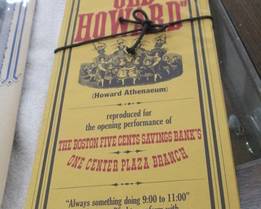 OLD
HOWARD"
(Howard Athenaeum)
reproduced for
the opening performance of
THE BOSTON FIVE CENTS SAVINGS BANK'S
ONE CENTER PLAZA BRANCH
"Always something doing 9:00 to 11:00"